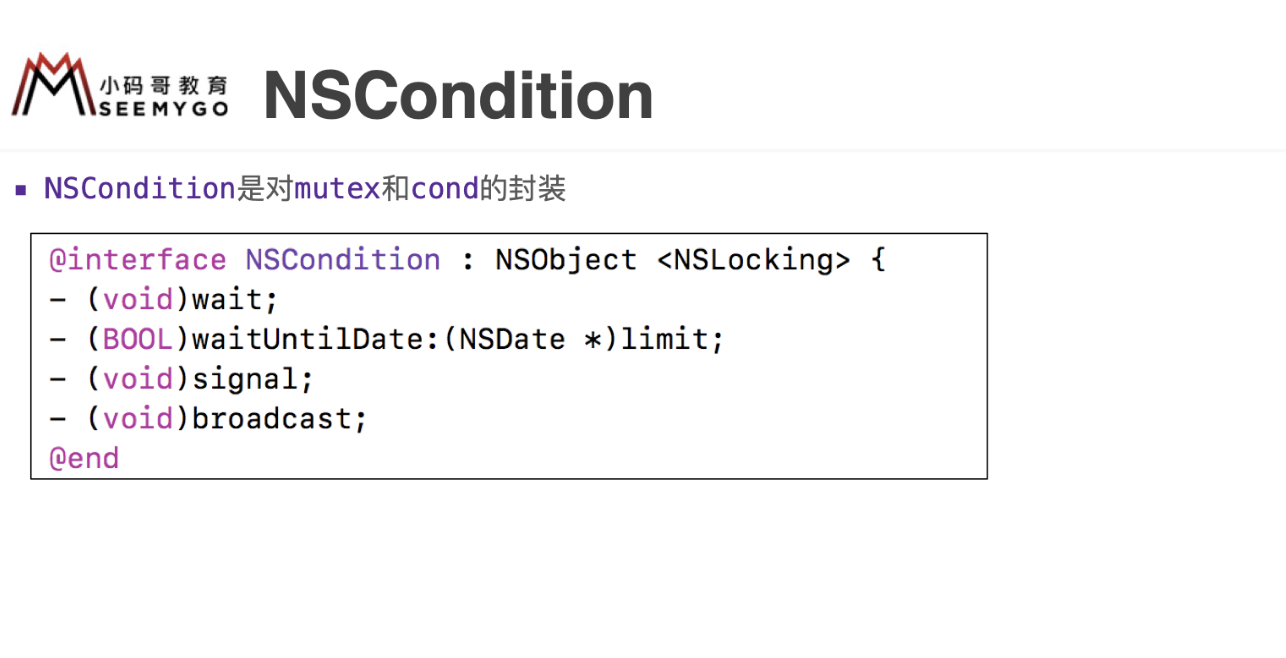 小码哥教育
SEEMYGO
NSCondition
▪ NSCondition是对mutex和cond的封装
@interface NSCondition : NSObject <NSLocking> {
- (void)wait;
- (BOOL)waitUntilDate:(NSDate *)limit;
- (void)signal;
- (void)broadcast;
@end